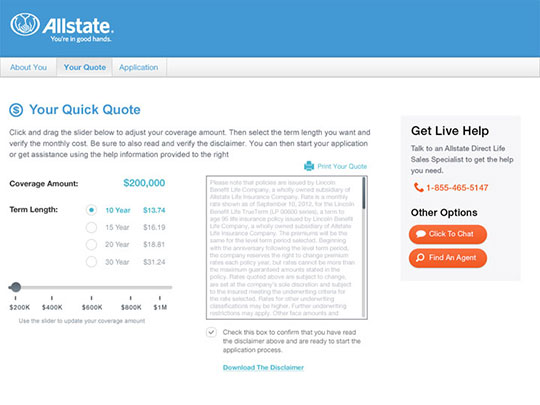 Allstate.
You're in good hands.
About You
Your Quote
Application
Your Quick Quote
Click and drag the slider below to adjust your coverage amount. Then select the term length you want and
verify the monthly cost. Be sure to also read and verify the disclaimer. You can then start your application
or get assistance using the help information provided to the right
Print Your Quote
Coverage Amount: $200,000
Term Length:
10 Year $13.74
15 Year $16.19
20 Year $18.81
30 Year $31.24
$200K $400K $600K $800K $1M
Use the slider to update your coverage amount
Please note that policies are issued by Lincoln
Benefit Life Company, a wholly owned subsidiary of
Allstate Life Insurance Company. Rate is a monthly
rate shown as of September 10, 2012, for the Lincoln
Benefit Life TrueTerm (LP 00600 series), a term to
age 95 life insurance policy issued by Lincoln Benefit
Life Company, a wholly owned subsidiary of Allstate
Life Insurance Company. The premiums will be this
same for the level term period selected. Beginning
with the anniversary following the level term period,
the company reserves the right to change premium
rates each policy year, but rates cannot be more than
the maximum guaranteed amounts stated in the
policy. Rates quoted above are subject to change,
are set at the company's sole discretion and subject
to the insured meeting the underwriting criteria for
the rate selected. Rates for other underwriting
classifications may be higher. Further underwriting
restrictions may apply. Other face amounts and
Check this box to confirm that you have read
the disclaimer above and are ready to start the
application process.
Download The Disclaimer
Get Live Help
Talk to an Allstate Direct Life
Sales Specialist to get the help
you need.
1-855-465-5147
Other Options
Click To Chat
Find An Agent